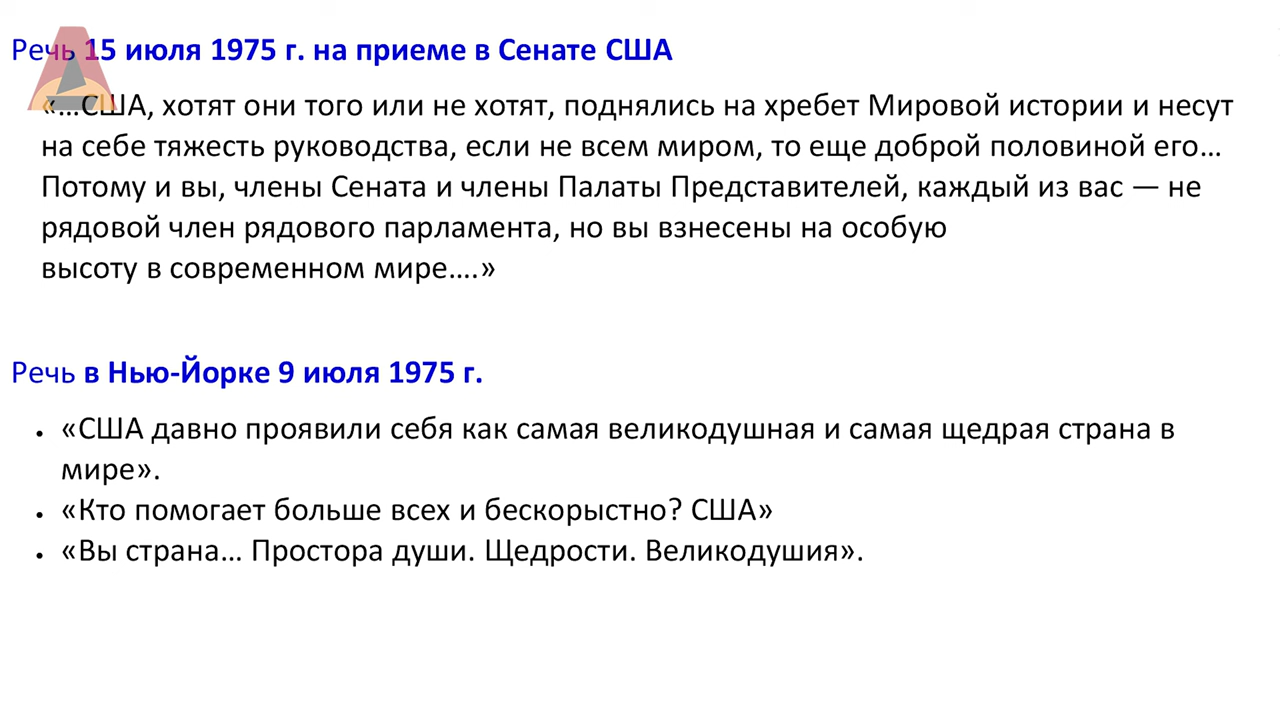 Речь 15 июля 1975 г. на приеме в Сенате США
«…США, хотят они того или не хотят, поднялись на хребет Мировой истории и несут
на себе тяжесть руководства, если не всем миром, то еще доброй половиной его…
Потому и вы, члены Сената и члены Палаты Представителей, каждый из вас — не
рядовой член рядового парламента, но вы взнесены на особую
высоту в современном мире….»
Речь в Нью-Йорке 9 июля 1975 г.
• «США давно проявили себя как самая великодушная и самая щедрая страна в
мире».
• «Кто помогает больше всех и бескорыстно? США»
• «Вы страна… Простора души. Щедрости. Великодушия».